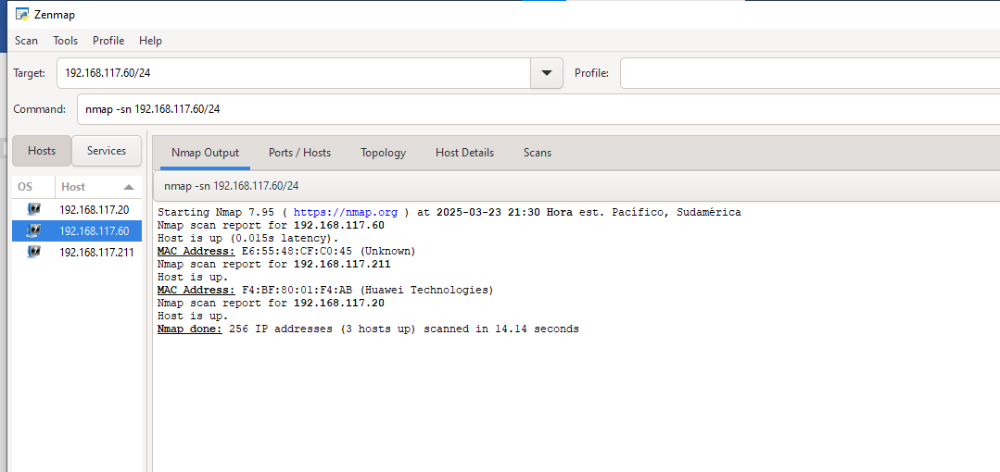 Zenmap
Scan Tools Profile Help
Target: 192.168.117.60/24 Profile:
Command: nmap -sn 192.168.117.60/24
Hosts Services
Nmap Output Ports / Hosts Topology Host Details Scans
OS Host
192.168.117.20
192.168.117.60
192.168.117.211
nmap -sn 192.168.117.60/24
Starting Nmap 7.95 ( https://nmap.org ) at 2025-03-23 21:30 Hora est. Pacífico, Sudamérica
Nmap scan report for 192.168.117.60
Host is up (0.015s latency).
MAC Address: E6:55:48:CF:C0:45 (Unknown)
Nmap scan report for 192.168.117.211
Host is up.
MAC Address: F4:BF:80:01:F4:AB (Huawei Technologies)
Nmap scan report for 192.168.117.20
Host is up.
Nmap done: 256 IP addresses (3 hosts up) scanned in 14.14 seconds